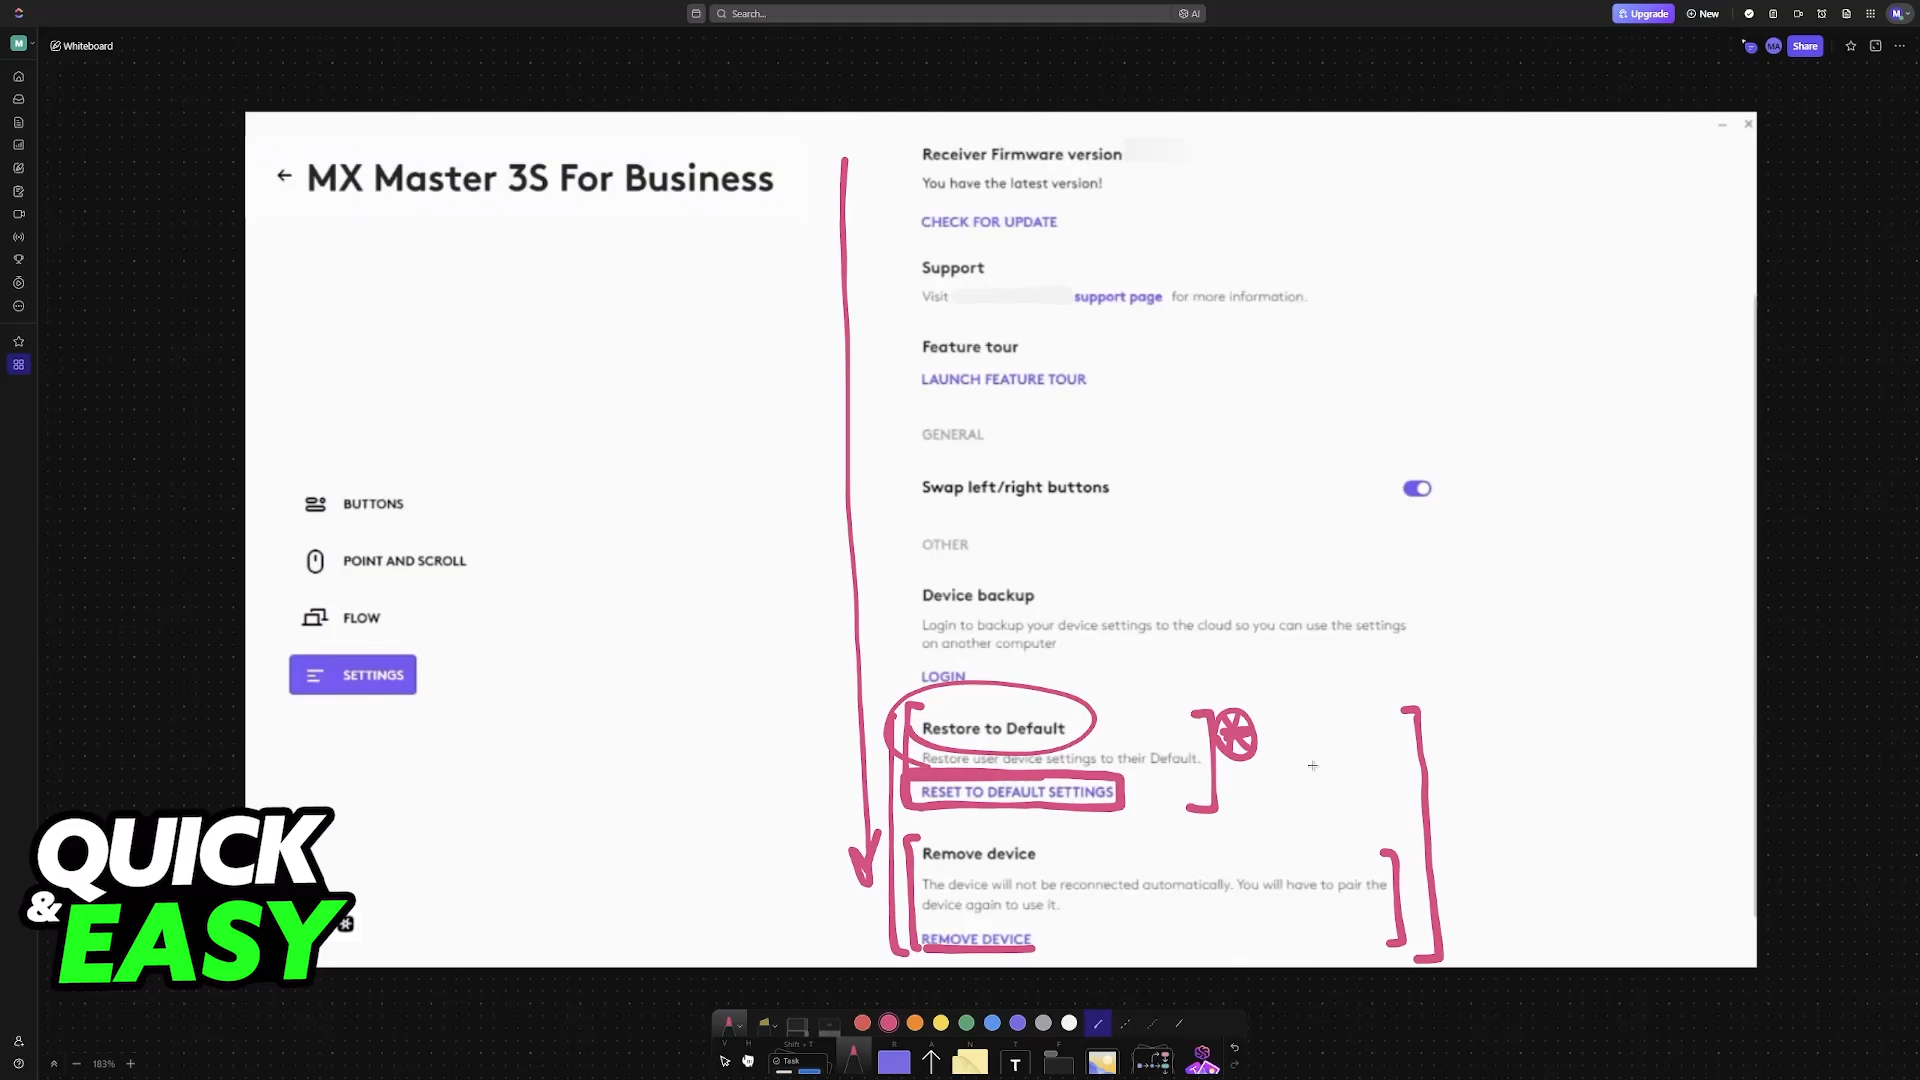 Search...
AI
Upgrade
New
M
M
Whiteboard
MA
Share
MX Master 3S For Business
Receiver Firmware version
You have the latest version!
CHECK FOR UPDATE
Support
Visit support page for more information.
Feature tour
LAUNCH FEATURE TOUR
GENERAL
Swap left/right buttons
BUTTONS
POINT AND SCROLL
FLOW
SETTINGS
OTHER
Device backup
Login to backup your device settings to the cloud so you can use the settings
on another computer
LOGIN
Restore to Default
Restore user device settings to their Default.
RESET TO DEFAULT SETTINGS
Remove device
The device will not be reconnected automatically. You will have to pair the
device again to use it.
REMOVE DEVICE
QUICK
& EASY
V
H
Shift + T
R
A
N
T
F
Task
T
183%